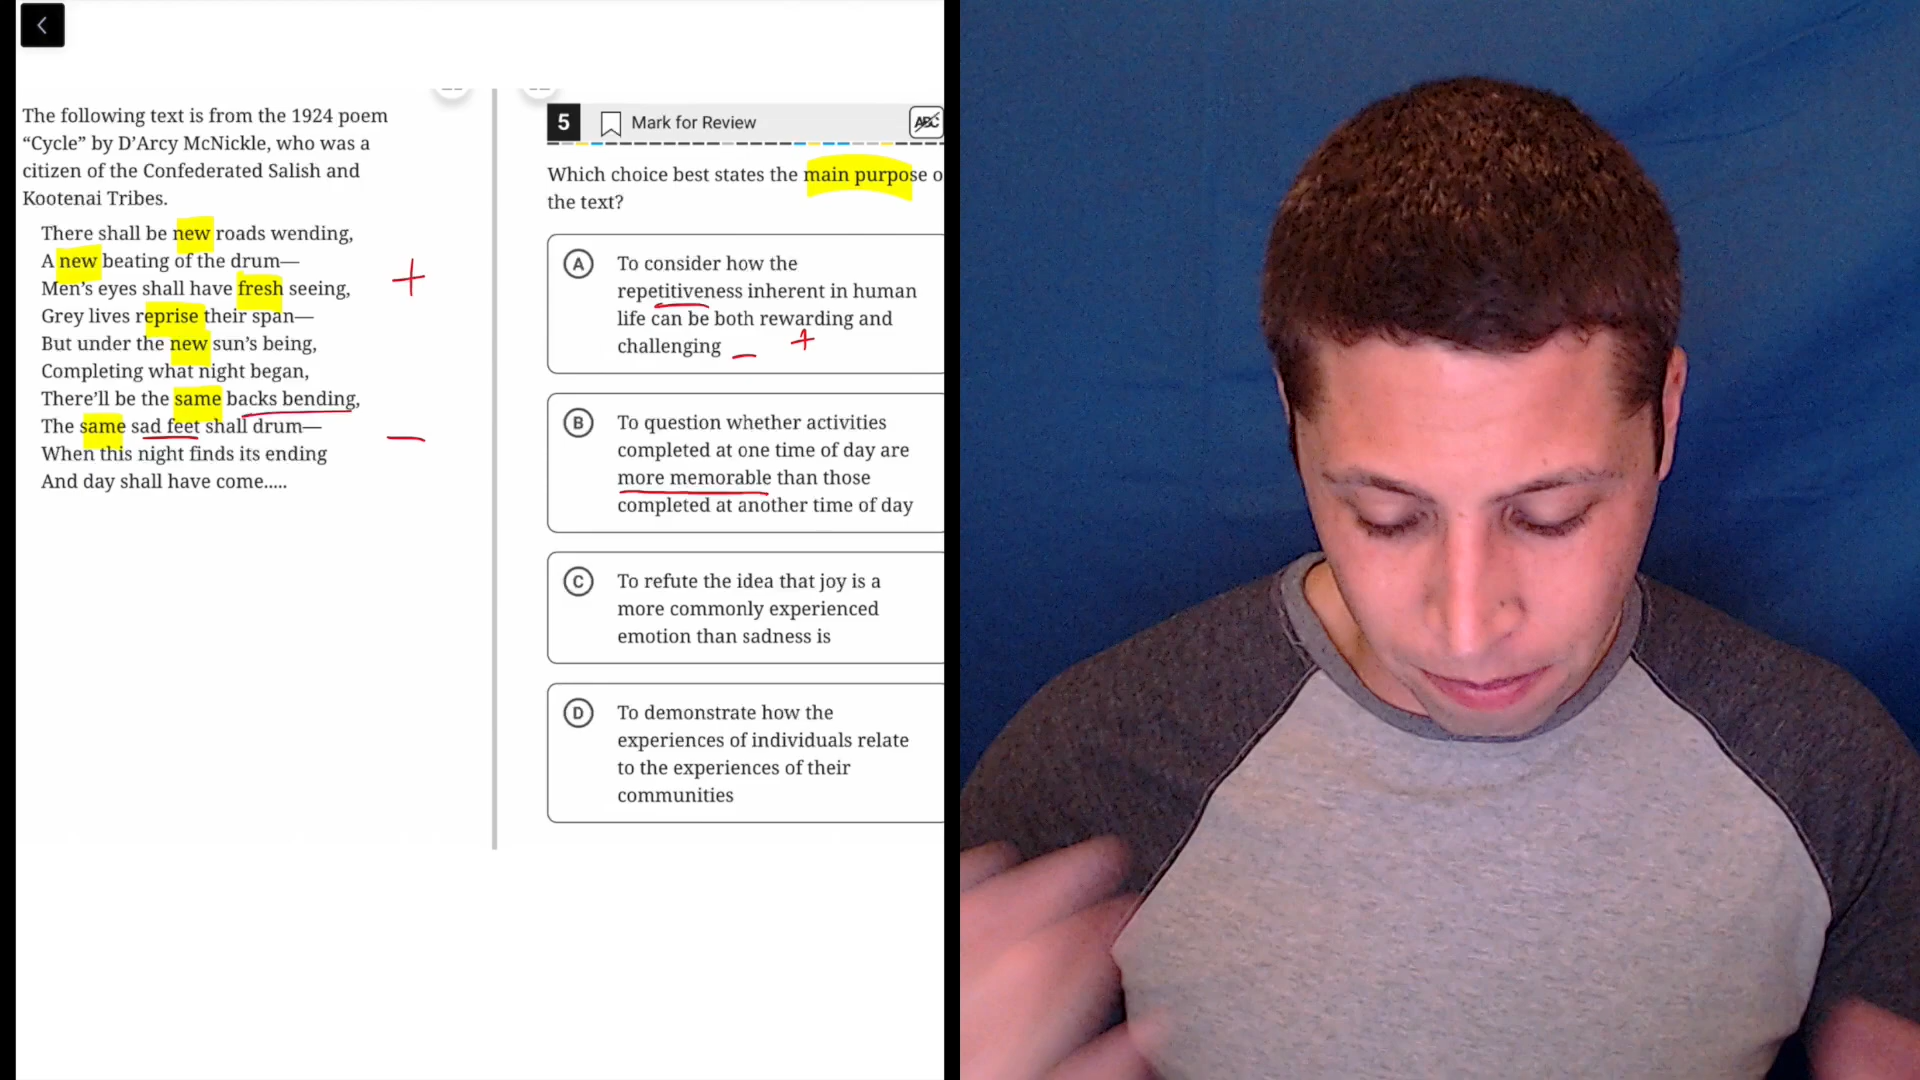 The following text is from the 1924 poem
“Cycle” by D’Arcy McNickle, who was a
citizen of the Confederated Salish and
Kootenai Tribes.
There shall be new roads wending,
A new beating of the drum—
Men’s eyes shall have fresh seeing,
Grey lives reprise their span—
But under the new sun’s being,
Completing what night began,
There’ll be the same backs bending,
The same sad feet shall drum—
When this night finds its ending
And day shall have come.....
5 Mark for Review ABC
Which choice best states the main purpose o
the text?
A To consider how the
repetitiveness inherent in human
life can be both rewarding and
challenging
B To question whether activities
completed at one time of day are
more memorable than those
completed at another time of day
C To refute the idea that joy is a
more commonly experienced
emotion than sadness is
D To demonstrate how the
experiences of individuals relate
to the experiences of their
communities